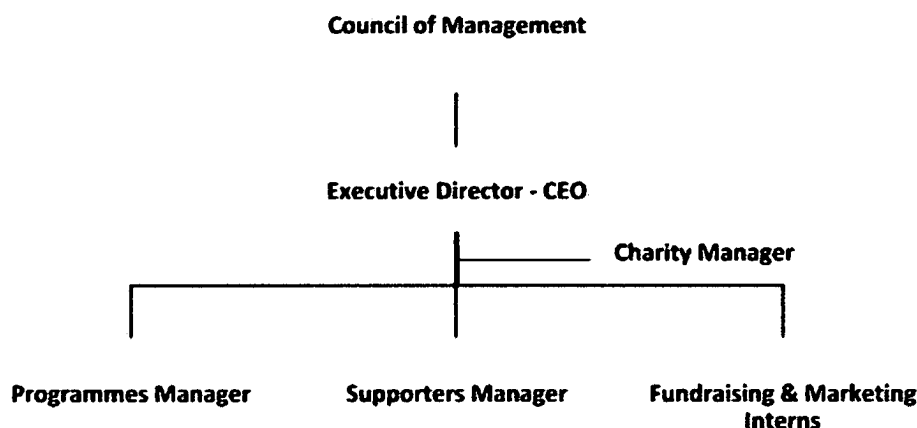 Council of Management
Executive Director - CEO
Charity Manager
Programmes Manager
Supporters Manager
Fundraising & Marketing
Interns